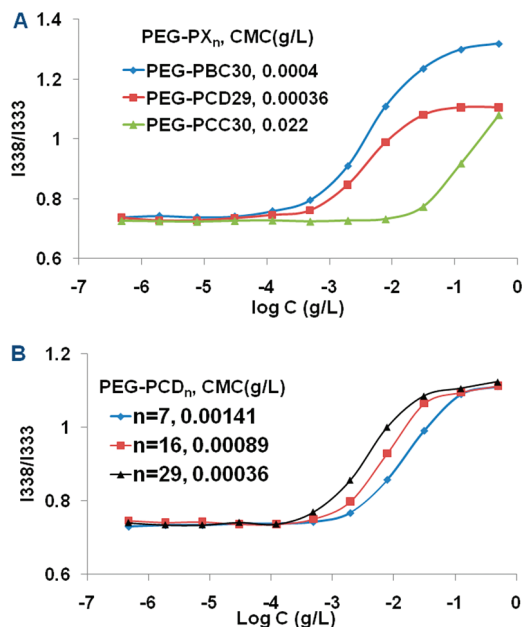 A
PEG-PXn, CMC(g/L)
PEG-PBC30, 0.0004
PEG-PCD29, 0.00036
PEG-PCC30, 0.022
I338/I333
1.4
1.2
1
0.8
0.6
-7 -6 -5 -4 -3 -2 -1 0
log C (g/L)
B
PEG-PCDn, CMC(g/L)
n=7, 0.00141
n=16, 0.00089
n=29, 0.00036
I338/I333
1.2
1
0.8
0.6
-7 -6 -5 -4 -3 -2 -1 0
Log C (g/L)